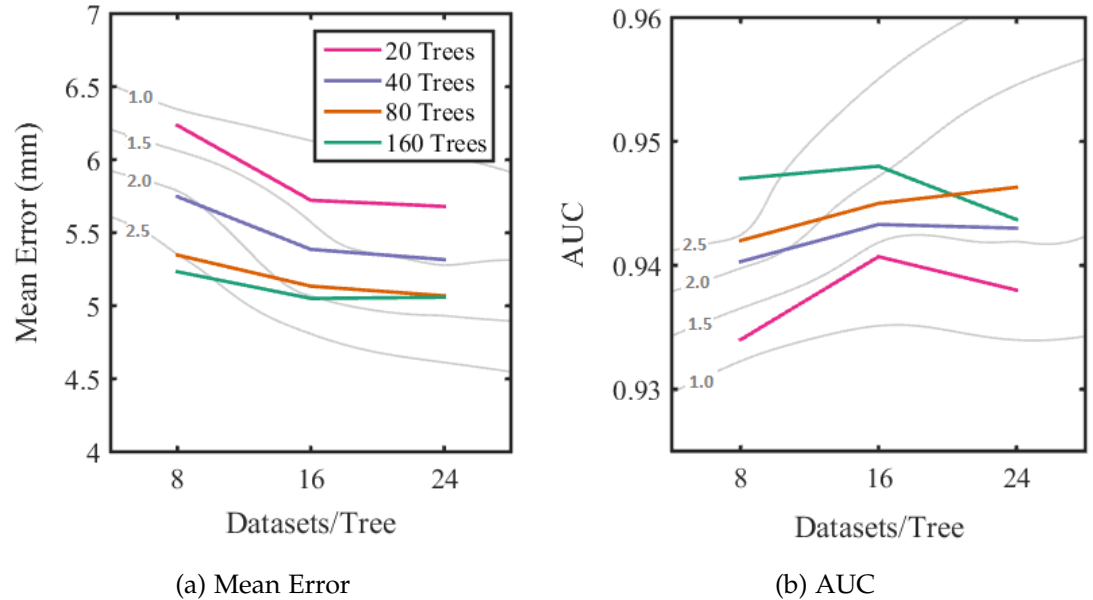 7
6.5
6
5.5
5
4.5
4
Mean Error (mm)
1.0
1.5
2.0
2.5
20 Trees
40 Trees
80 Trees
160 Trees
8 16 24
Datasets/Tree
(a) Mean Error
0.96
0.95
0.94
0.93
AUC
2.5
2.0
1.5
1.0
8 16 24
Datasets/Tree
(b) AUC